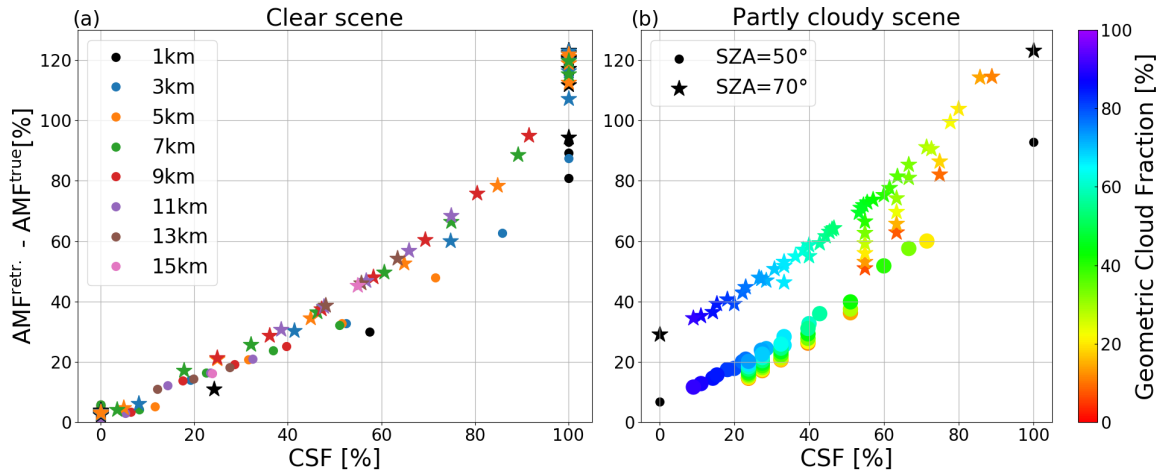 (a) Clear scene
AMF^retr. - AMF^true[%]
120
100
80
60
40
20
0
1km
3km
5km
7km
9km
11km
13km
15km
0 20 40 60 80 100
CSF [%]
(b) Partly cloudy scene
120
100
80
60
40
20
0
SZA=50°
SZA=70°
0 20 40 60 80 100
CSF [%]
100
80
60
40
20
0
Geometric Cloud Fraction [%]